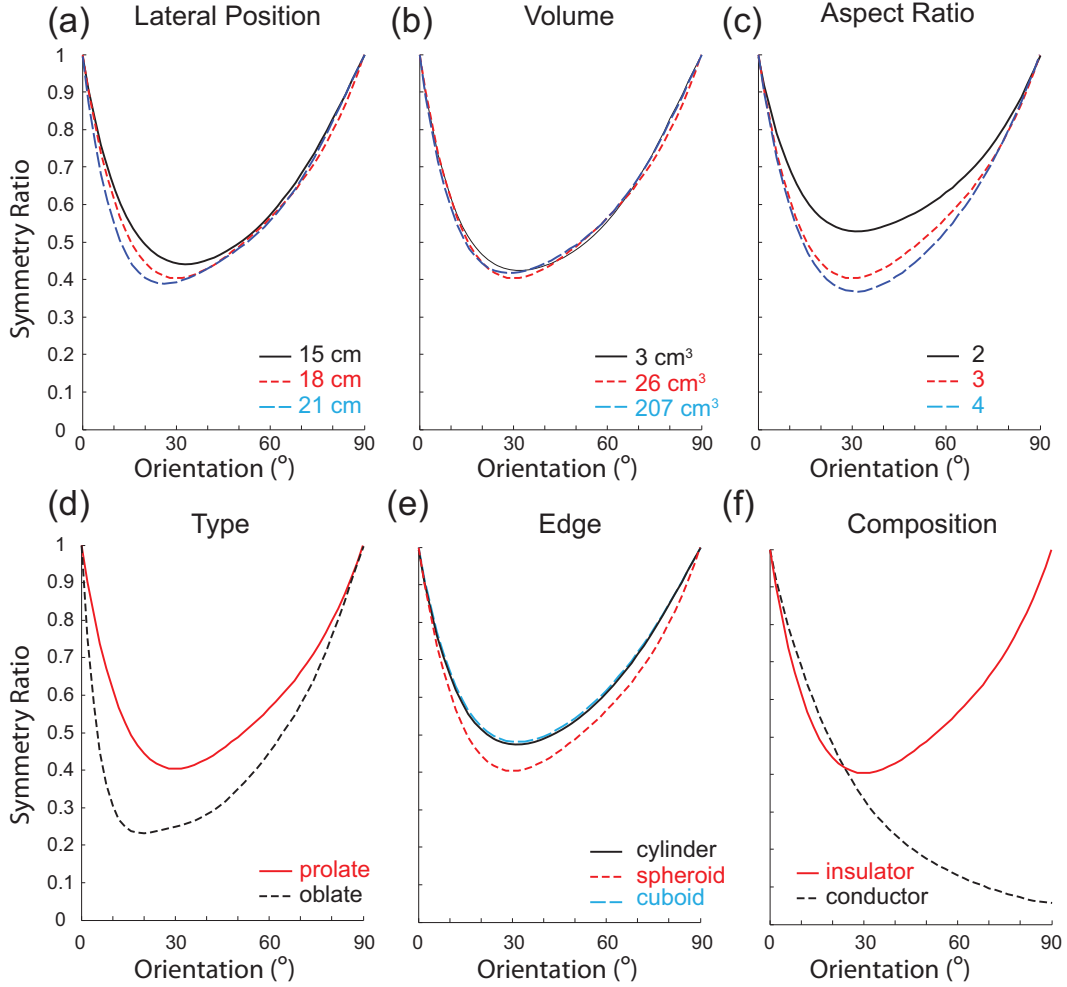 (a) Lateral Position
(b) Volume
(c) Aspect Ratio
Symmetry Ratio
1
0.9
0.8
0.7
0.6
0.5
0.4
0.3
0.2
0.1
0
15 cm
18 cm
21 cm
3 cm³
26 cm³
207 cm³
2
3
4
0 30 60 90
0 30 60 90
0 30 60 90
Orientation (°)
Orientation (°)
Orientation (°)
(d) Type
(e) Edge
(f) Composition
Symmetry Ratio
1
0.9
0.8
0.7
0.6
0.5
0.4
0.3
0.2
0.1
0
prolate
oblate
cylinder
spheroid
cuboid
insulator
conductor
0 30 60 90
0 30 60 90
0 30 60 90
Orientation (°)
Orientation (°)
Orientation (°)